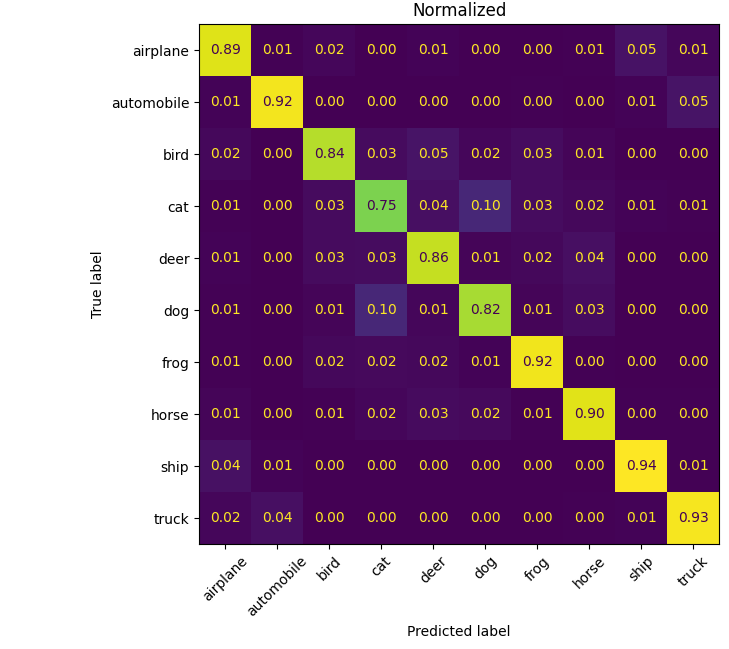 Normalized
True label
airplane 0.89 0.01 0.02 0.00 0.01 0.00 0.00 0.01 0.05 0.01
automobile 0.01 0.92 0.00 0.00 0.00 0.00 0.00 0.01 0.01 0.05
bird 0.02 0.00 0.84 0.03 0.05 0.02 0.03 0.01 0.00 0.00
cat 0.01 0.00 0.03 0.75 0.04 0.10 0.03 0.02 0.01 0.01
deer 0.01 0.00 0.03 0.03 0.86 0.01 0.02 0.04 0.00 0.00
dog 0.01 0.00 0.01 0.10 0.01 0.82 0.01 0.03 0.00 0.00
frog 0.01 0.00 0.02 0.02 0.02 0.01 0.92 0.00 0.00 0.00
horse 0.01 0.00 0.01 0.02 0.03 0.02 0.01 0.90 0.00 0.00
ship 0.04 0.01 0.00 0.00 0.00 0.00 0.00 0.00 0.94 0.01
truck 0.02 0.04 0.00 0.00 0.00 0.00 0.00 0.00 0.01 0.93
airplane automobile bird cat deer dog frog horse ship truck
Predicted label